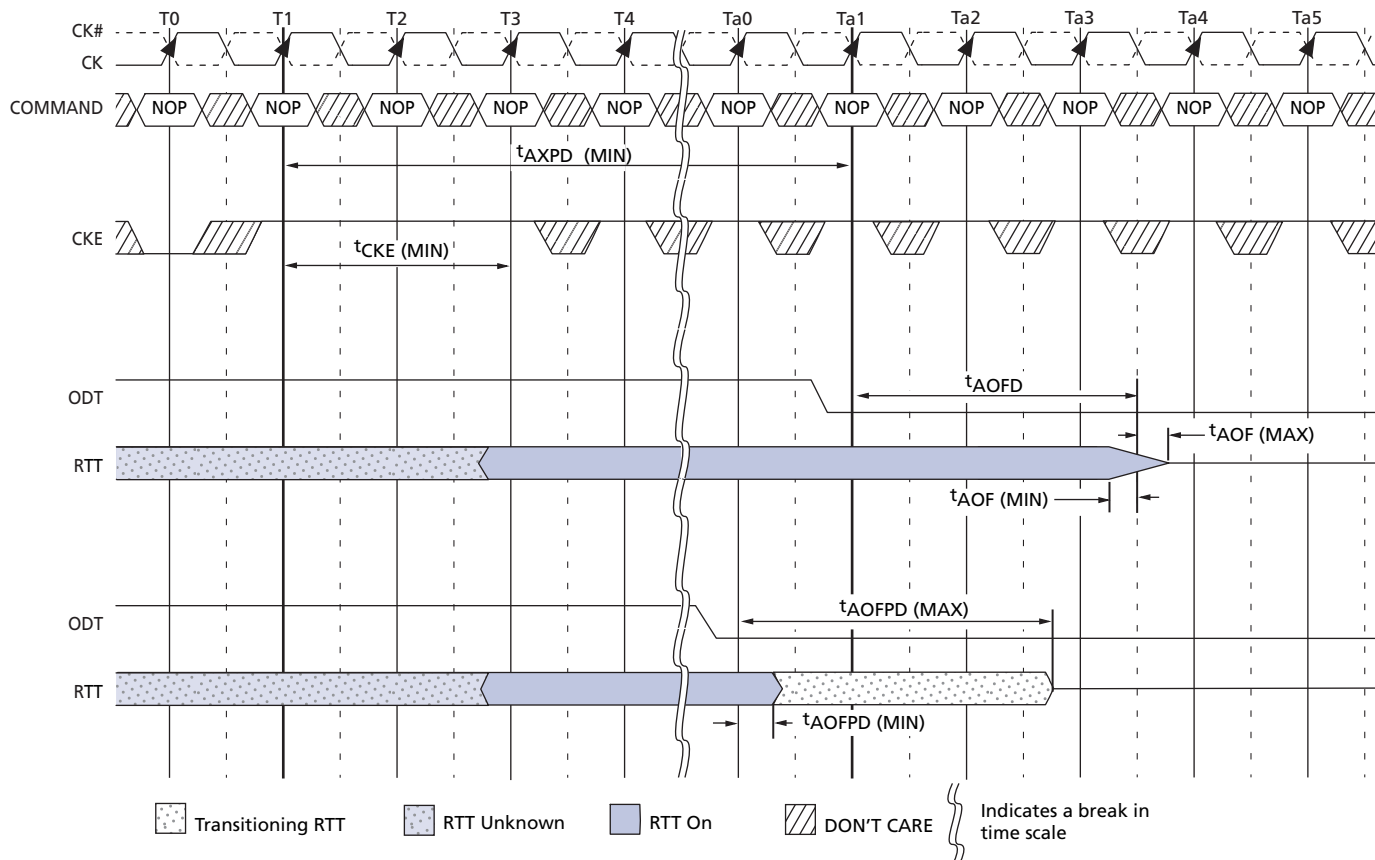 T0 T1 T2 T3 T4 Ta0 Ta1 Ta2 Ta3 Ta4 Ta5
CK#
CK
COMMAND NOP NOP NOP NOP NOP NOP NOP NOP NOP NOP NOP
tAXPD (MIN)
CKE
tCKE (MIN)
ODT
tAOFD
tAOF (MAX)
RTT
tAOF (MIN)
ODT
tAOFPD (MAX)
RTT
tAOFPD (MIN)
Transitioning RTT
RTT Unknown
RTT On
DON'T CARE
Indicates a break in
time scale